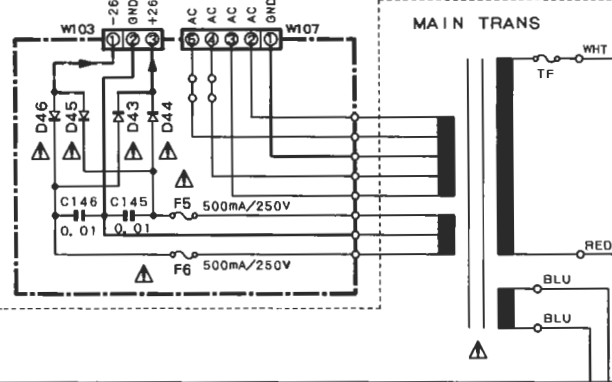 -26
GND
+26
AC
AC
AC
AC
GND
W103
1 2 3
5 4 3 2 1
W107
MAIN TRANS
WHT
TF
D46
D45
D43
D44
C146
C145
F5
500mA/250V
0.01
0.01
F6
500mA/250V
RED
BLU
BLU